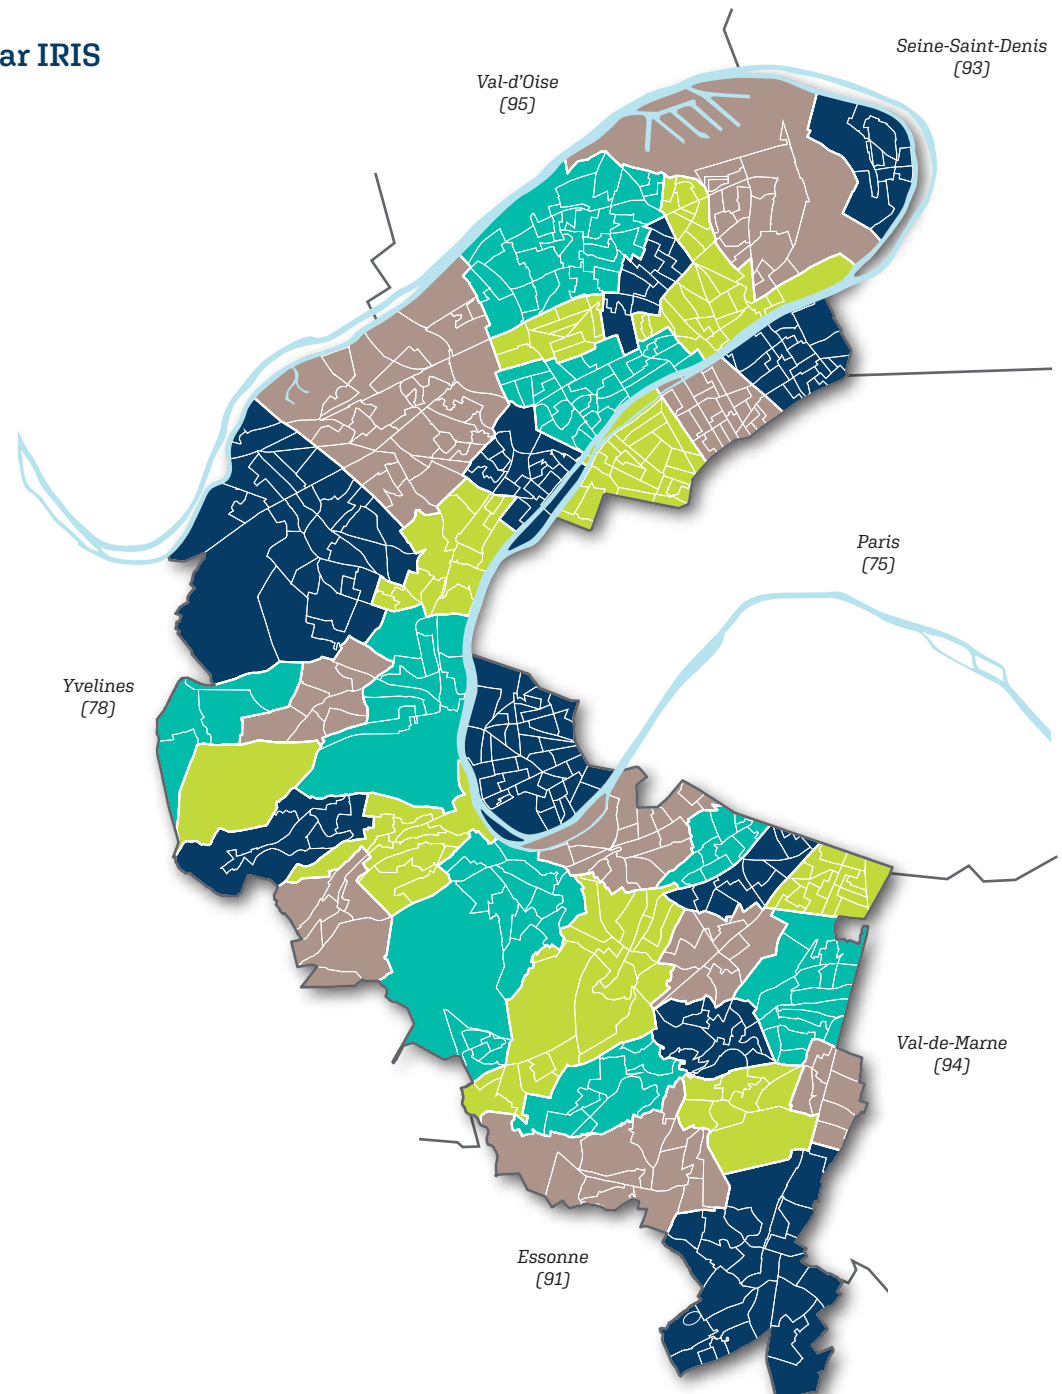 ar IRIS
Seine-Saint-Denis
(93)
Val-d'Oise
(95)
Paris
(75)
Yvelines
(78)
Val-de-Marne
(94)
Essonne
(91)